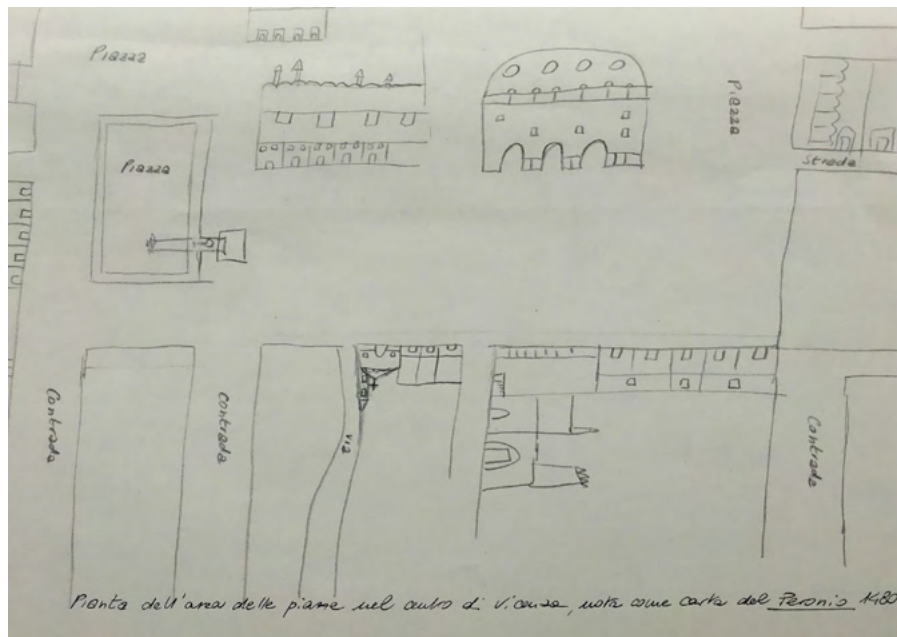 Piazza
Piazza
Piazza
Strada
Contrada
Contrada
Via
Contrada
Pianta dell'area delle piazze nel centro di Vicenza, nota come carta del Peronio 1480